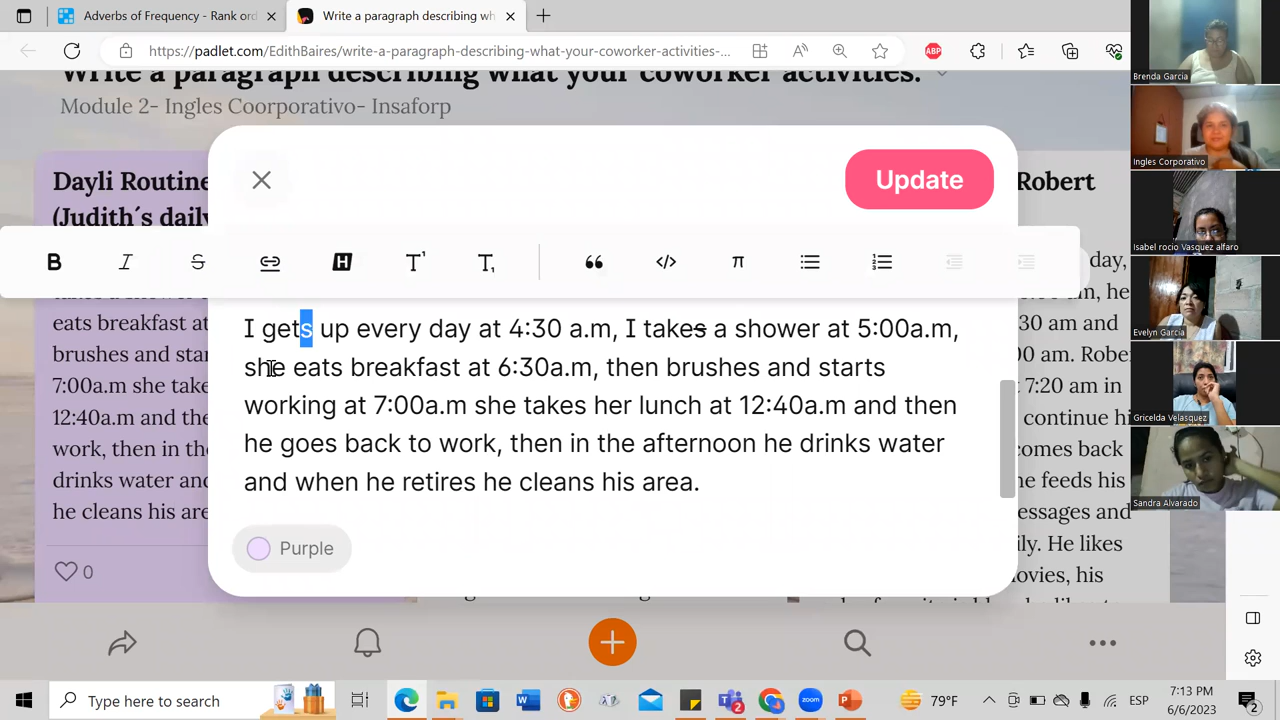 Adverbs of Frequency - Rank ord
Write a paragraph describing wh
https://padlet.com/EdithBaires/write-a-paragraph-describing-what-your-coworker-activities-...
ABP
Write a paragraph describing what your coworker activities.
Module 2- Ingles Coorporativo- Insaforp
Update
B I S H T T
I gets up every day at 4:30 a.m, I takes a shower at 5:00a.m,
she eats breakfast at 6:30a.m, then brushes and starts
working at 7:00a.m she takes her lunch at 12:40a.m and then
he goes back to work, then in the afternoon he drinks water
and when he retires he cleans his area.
Purple
Dayli Routine
(Judith´s daily
eats breakfast at
brushes and star
7:00a.m she take
12:40a.m and the
work, then in the
drinks water and
he cleans his are
0
Robert
day,
am, he
30 am and
00 am. Robe
7:20 am in
continue hi
omes back
he feeds his
essages and
ily. He likes
movies, his
Brenda Garcia
Ingles Corporativo
Isabel rocio Vasquez alfaro
Evelyn Garcia
Gricelda Velasquez
Sandra Alvarado
Type here to search
2
zoom
79°F
ESP
7:13 PM
6/6/2023
2